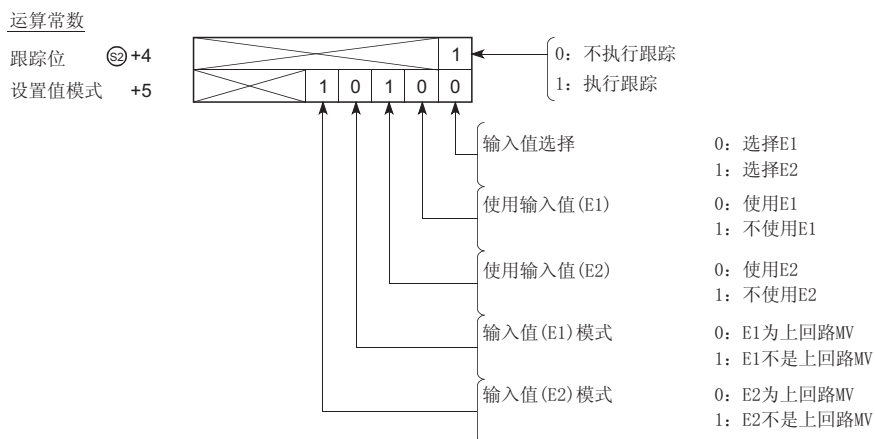 运算常数
跟踪位 S2 +4 1 0：不执行跟踪
1：执行跟踪
设置值模式 +5 1 0 1 0 0
输入值选择 0：选择E1
1：选择E2
使用输入值(E1) 0：使用E1
1：不使用E1
使用输入值(E2) 0：使用E2
1：不使用E2
输入值(E1)模式 0：E1为上回路MV
1：E1不是上回路MV
输入值(E2)模式 0：E2为上回路MV
1：E2不是上回路MV